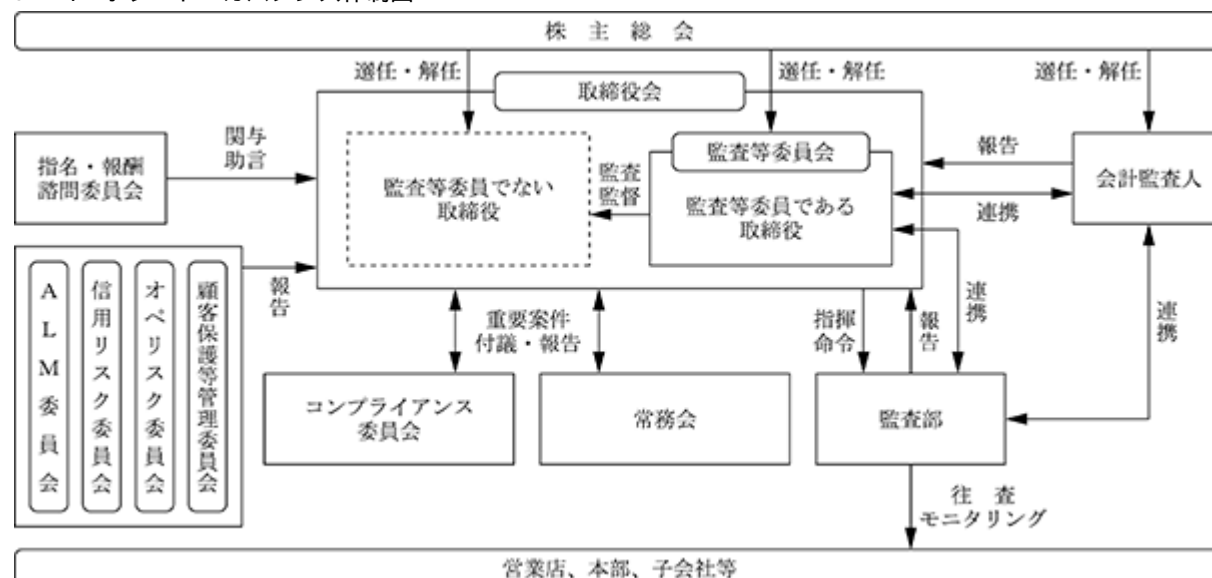 株主総会
選任・解任
選任・解任
選任・解任
取締役会
監査等委員会
関与
助言
報告
指名・報酬
諮問委員会
監査等委員でない
取締役
監査
監督
監査等委員である
取締役
会計監査人
連携
報告
ALM委員会
信用リスク委員会
オペリスク委員会
顧客保護等管理委員会
重要案件
付議・報告
指揮
命令
報告
連携
連携
コンプライアンス
委員会
常務会
監査部
往査
モニタリング
営業店、本部、子会社等